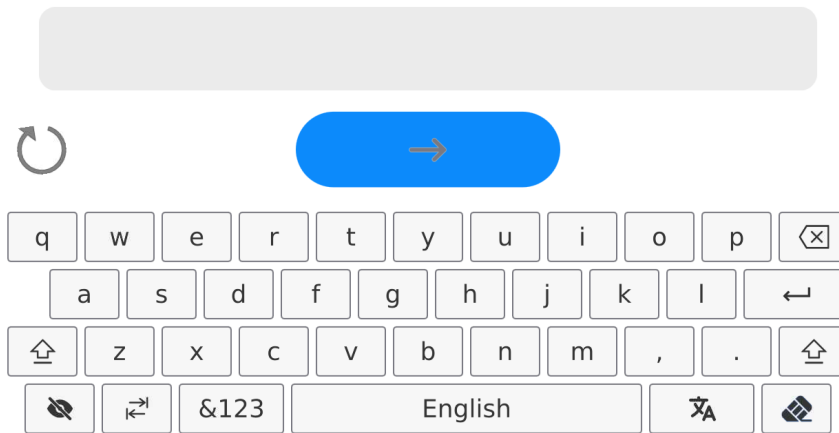 q w e r t y u i o p
a s d f g h j k l
z x c v b n m , .
&123 English